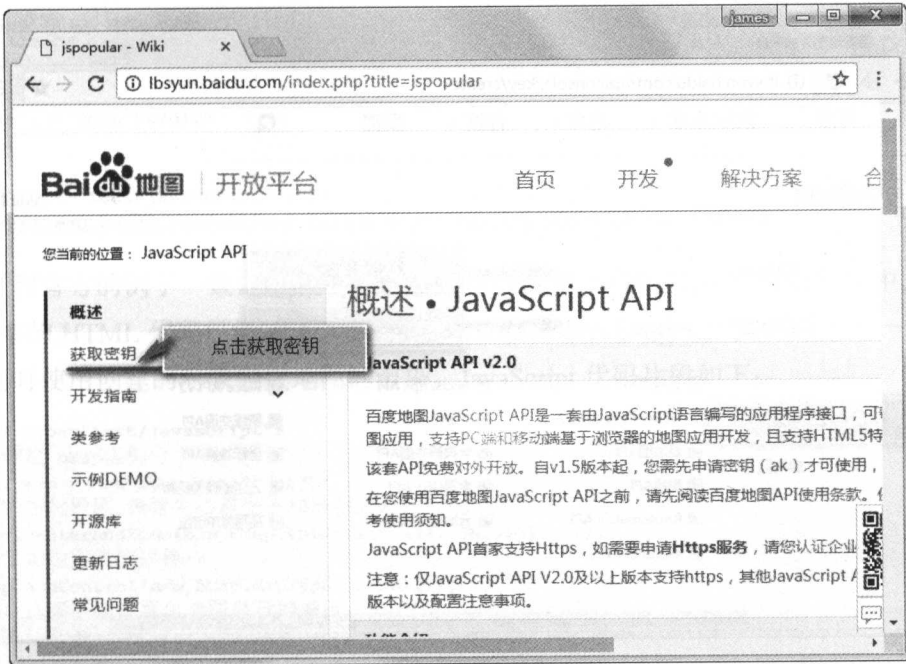 james
jspopular - Wiki
lbsyun.baidu.com/index.php?title=jspopular
Bai du 地图 开放平台 首页 开发 解决方案 合
您当前的位置： JavaScript API
概述
获取密钥
开发指南
类参考
示例DEMO
开源库
更新日志
常见问题
点击获取密钥
概述 • JavaScript API
JavaScript API v2.0
百度地图JavaScript API是一套由JavaScript语言编写的应用程序接口，可
图应用，支持PC端和移动端基于浏览器的地图应用开发，且支持HTML5特
该套API免费对外开放。自v1.5版本起，您需先申请密钥（ak）才可使用，
在您使用百度地图JavaScript API之前，请先阅读百度地图API使用条款。
考使用须知。
JavaScript API首家支持Https，如需要申请Https服务，请您认证企业
注意：仅JavaScript API V2.0及以上版本支持https，其他JavaScript
版本以及配置注意事项。